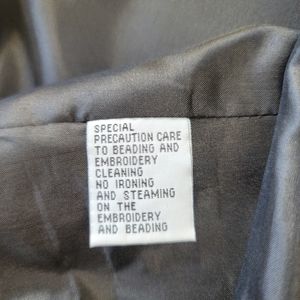 SPECIAL
PRECAUTION CARE
TO BEADING AND
EMBROIDERY
CLEANING
NO IRONING
AND STEAMING
ON THE
EMBROIDERY
AND BEADING